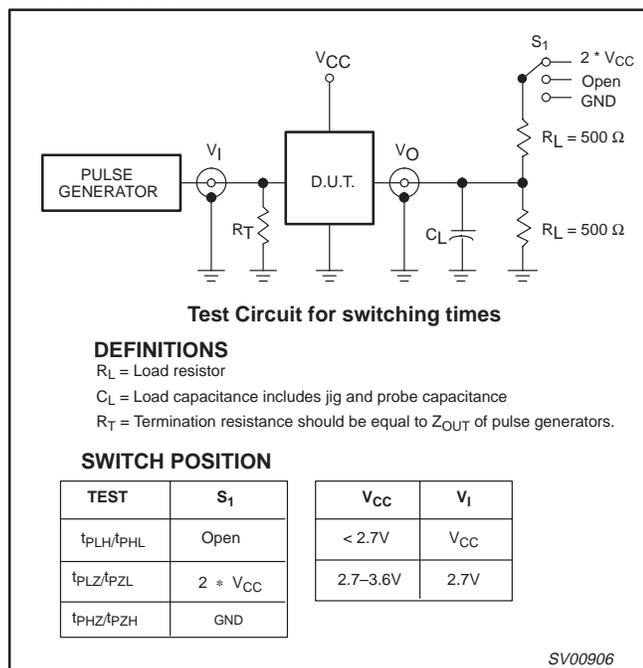 S1
2 * VCC
VCC
Open
GND
RL = 500 Ω
VI
VO
PULSE
GENERATOR
D.U.T.
RT
CL
RL = 500 Ω
Test Circuit for switching times
DEFINITIONS
RL = Load resistor
CL = Load capacitance includes jig and probe capacitance
RT = Termination resistance should be equal to ZOUT of pulse generators.
SWITCH POSITION
TEST S1
tPLH/tPHL Open
tPLZ/tPZL 2 * VCC
tPHZ/tPZH GND
VCC VI
< 2.7V VCC
2.7–3.6V 2.7V
SV00906